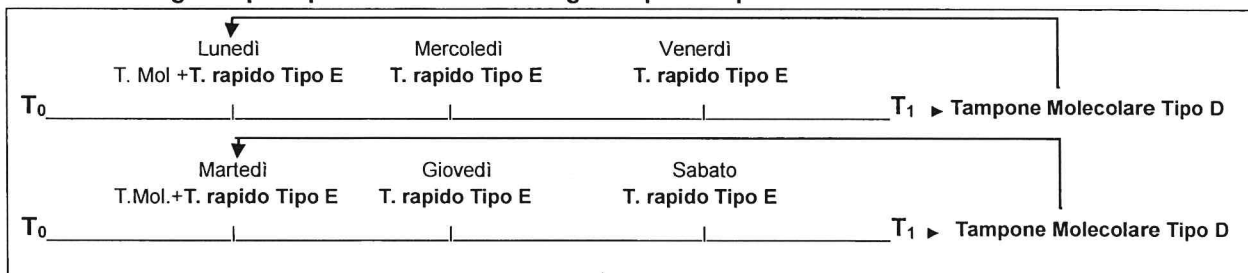 Lunedì Mercoledì Venerdì
T. Mol +T. rapido Tipo E T. rapido Tipo E T. rapido Tipo E
T0 T1 ► Tampone Molecolare Tipo D
Martedì Giovedì Sabato
T.Mol.+T. rapido Tipo E T. rapido Tipo E T. rapido Tipo E
T0 T1 ► Tampone Molecolare Tipo D